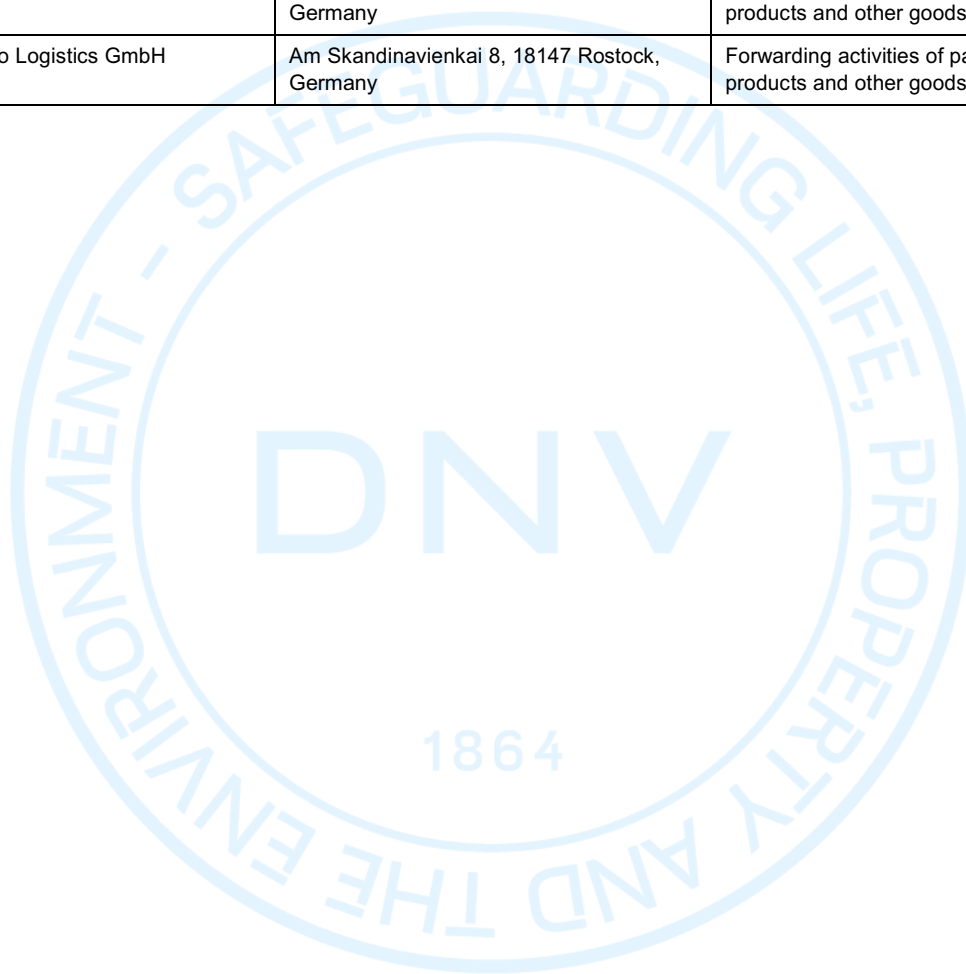 Germany
products and other goods
o Logistics GmbH
Am Skandinavienkai 8, 18147 Rostock,
Germany
Forwarding activities of pa
products and other goods
SAFEGUARDING LIFE, PROPERTY AND THE ENVIRONMENT -
DNV
1864